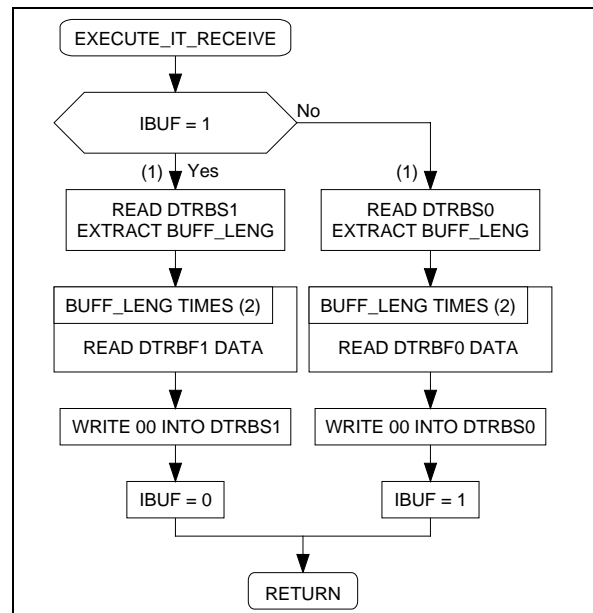 EXECUTE_IT_RECEIVE
IBUF = 1
No
(1) Yes
(1)
READ DTRBS1
EXTRACT BUFF_LENG
READ DTRBS0
EXTRACT BUFF_LENG
BUFF_LENG TIMES (2)
READ DTRBF1 DATA
BUFF_LENG TIMES (2)
READ DTRBF0 DATA
WRITE 00 INTO DTRBS1
WRITE 00 INTO DTRBS0
IBUF = 0
IBUF = 1
RETURN